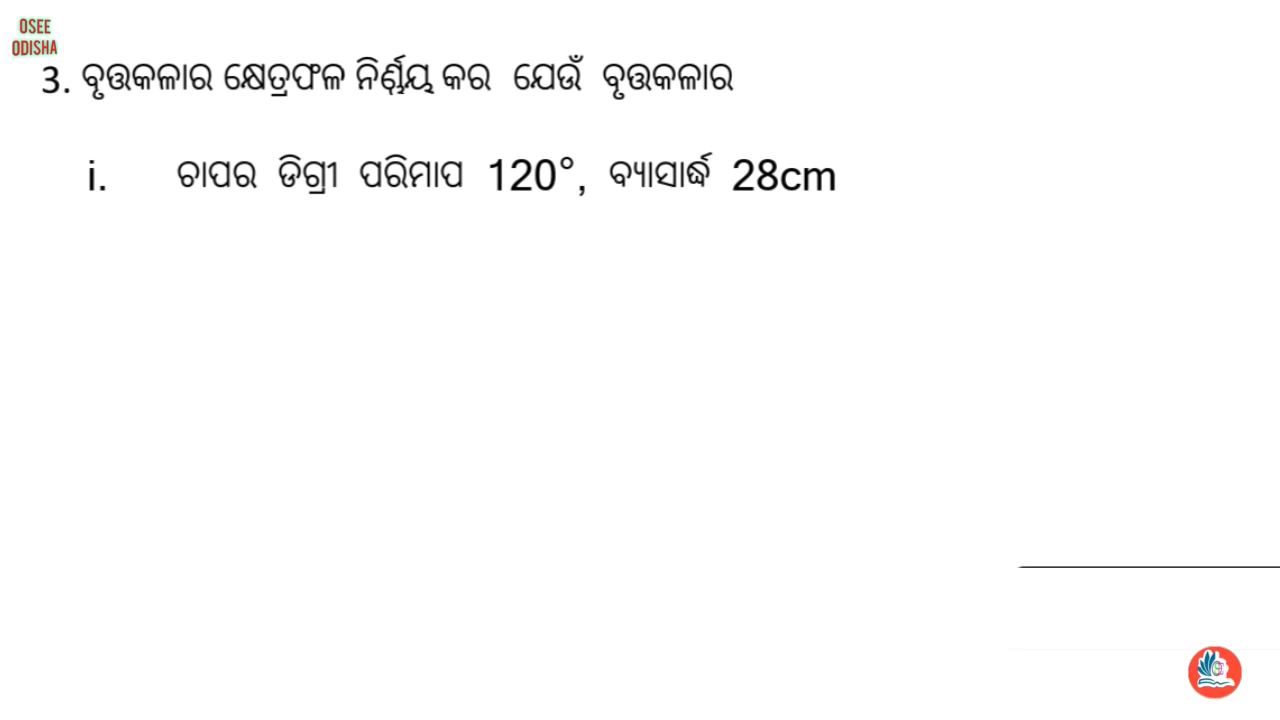 OSEE
ODISHA
3. ବୃତ୍ତକଳାର କ୍ଷେତ୍ରଫଳ ନିର୍ଣ୍ଣୟ କର ଯେଉଁ ବୃତ୍ତକଳାର
i. ଚାପର ଡିଗ୍ରୀ ପରିମାପ 120°, ବ୍ୟାସାର୍ଦ୍ଧ 28cm